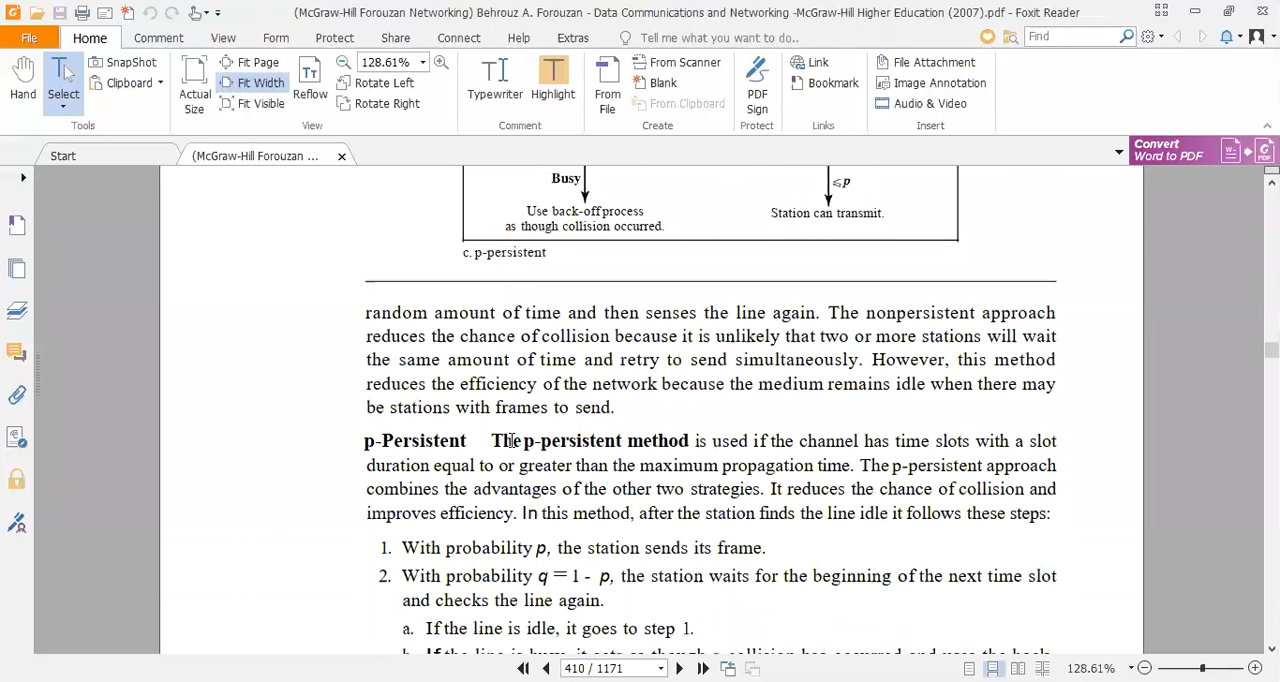 (McGraw-Hill Forouzan Networking) Behrouz A. Forouzan - Data Communications and Networking -McGraw-Hill Higher Education (2007).pdf - Foxit Reader
File Home Comment View Form Protect Share Connect Help Extras Tell me what you want to do.. Find
Hand
Select
SnapShot
Clipboard
Tools
Actual Size
Fit Page
Fit Width
Fit Visible
Reflow
128.61%
Rotate Left
Rotate Right
View
Typewriter
Highlight
Comment
From File
From Scanner
Blank
From Clipboard
Create
PDF Sign
Protect
Link
Bookmark
Links
File Attachment
Image Annotation
Audio & Video
Insert
Start
(McGraw-Hill Forouzan ...
Convert
Word to PDF
Busy
⩽p
Use back-off process
as though collision occurred.
Station can transmit.
c. p-persistent
random amount of time and then senses the line again. The nonpersistent approach
reduces the chance of collision because it is unlikely that two or more stations will wait
the same amount of time and retry to send simultaneously. However, this method
reduces the efficiency of the network because the medium remains idle when there may
be stations with frames to send.
p-Persistent The p-persistent method is used if the channel has time slots with a slot
duration equal to or greater than the maximum propagation time. The p-persistent approach
combines the advantages of the other two strategies. It reduces the chance of collision and
improves efficiency. In this method, after the station finds the line idle it follows these steps:
1. With probability p, the station sends its frame.
2. With probability q = 1 - p, the station waits for the beginning of the next time slot
and checks the line again.
a. If the line is idle, it goes to step 1.
410 / 1171
128.61%